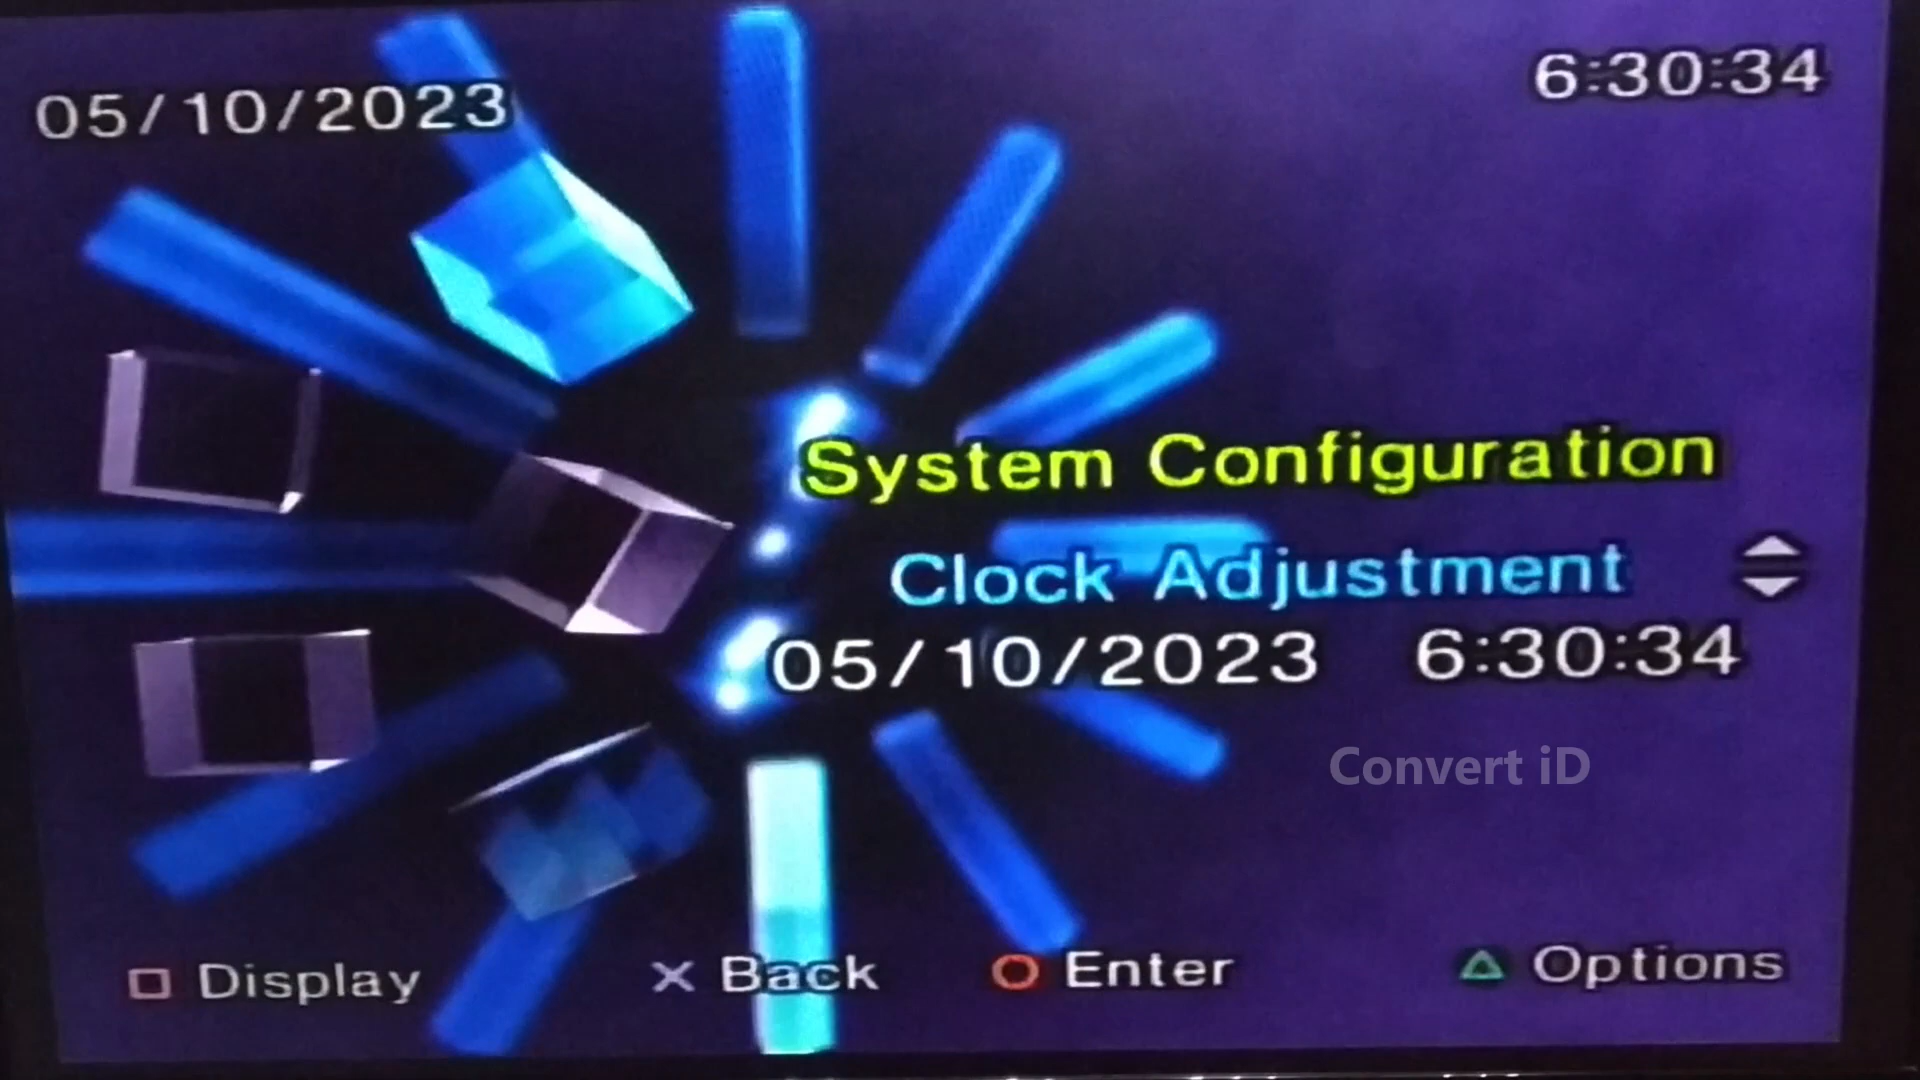 05/10/2023
6:30:34
System Configuration
Clock Adjustment
05/10/2023 6:30:34
Convert iD
Display
Back
Enter
Options